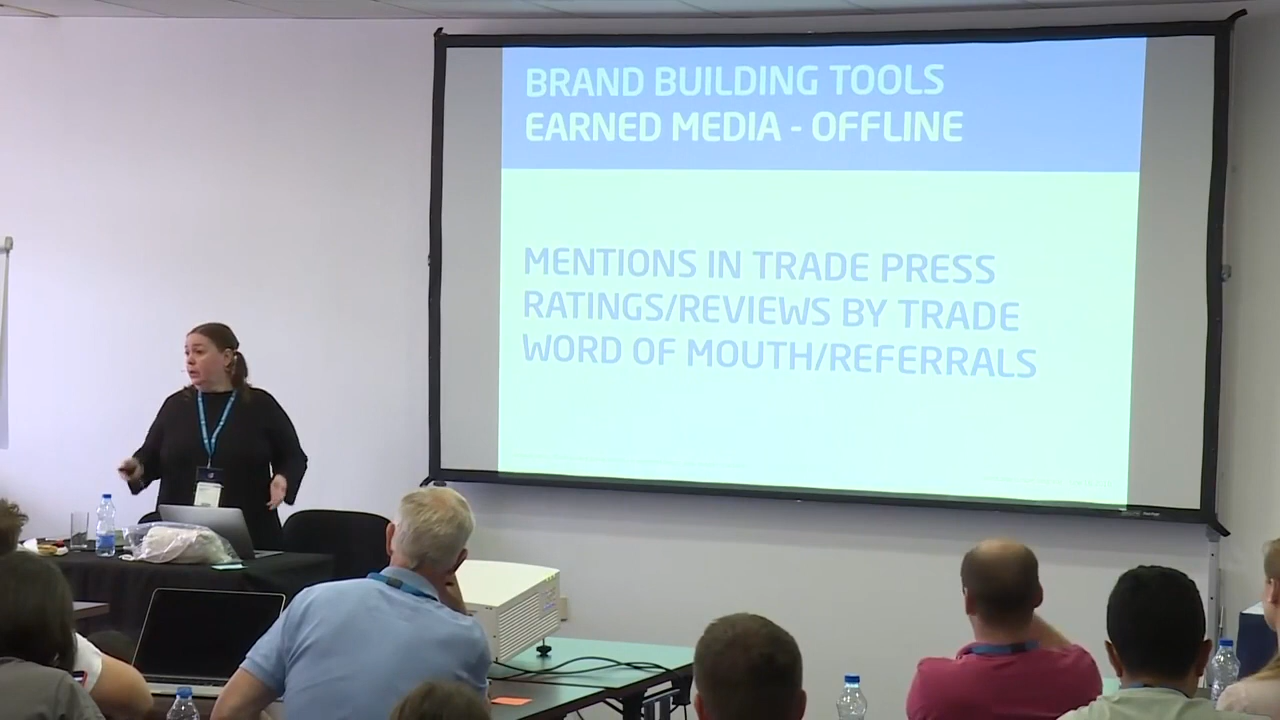 BRAND BUILDING TOOLS
EARNED MEDIA - OFFLINE
MENTIONS IN TRADE PRESS
RATINGS/REVIEWS BY TRADE
WORD OF MOUTH/REFERRALS